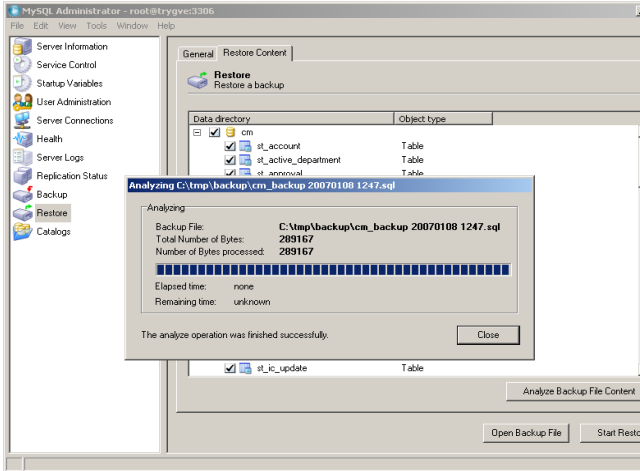 MySQL Administrator - root@trygve:3306
File Edit View Tools Window Help
Server Information
Service Control
Startup Variables
User Administration
Server Connections
Health
Server Logs
Replication Status
Backup
Restore
Catalogs
General Restore Content
Restore
Restore a backup
Data directory Object type
cm
st_account Table
st_active_department Table
st_approval Table
Analyzing C:\tmp\backup\cm_backup 20070108 1247.sql
Analyzing
Backup File: C:\tmp\backup\cm_backup 20070108 1247.sql
Total Number of Bytes: 289167
Number of Bytes processed: 289167
Elapsed time: none
Remaining time: unknown
The analyze operation was finished successfully.
Close
st_ic_update Table
Analyze Backup File Content
Open Backup File Start Resto